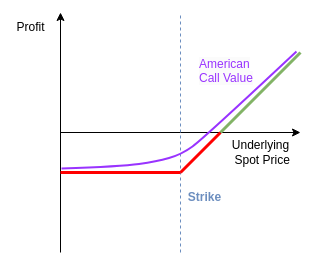 Profit
American
Call Value
Underlying
Spot Price
Strike